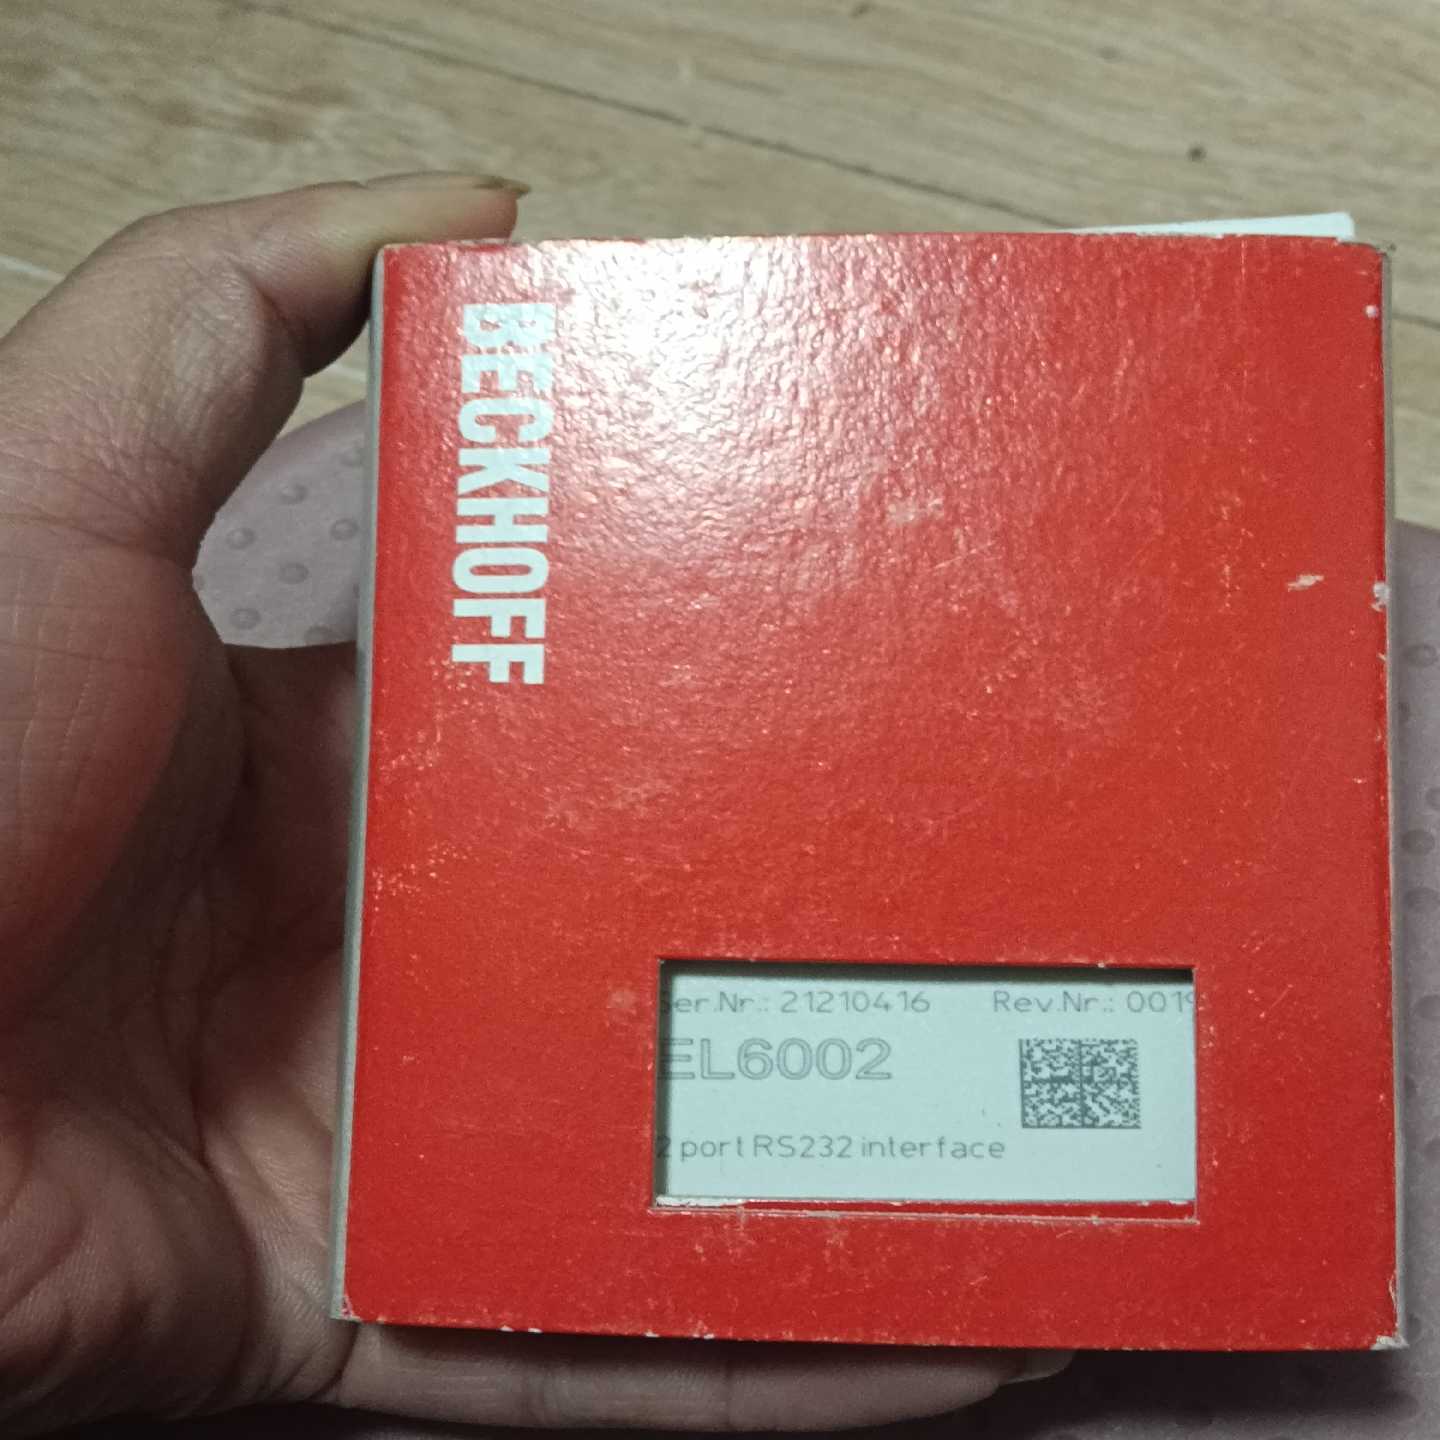 BECKHOFF
Ser.Nr.: 21210416 Rev.Nr.: 0019
EL6002
2 port RS232 interface